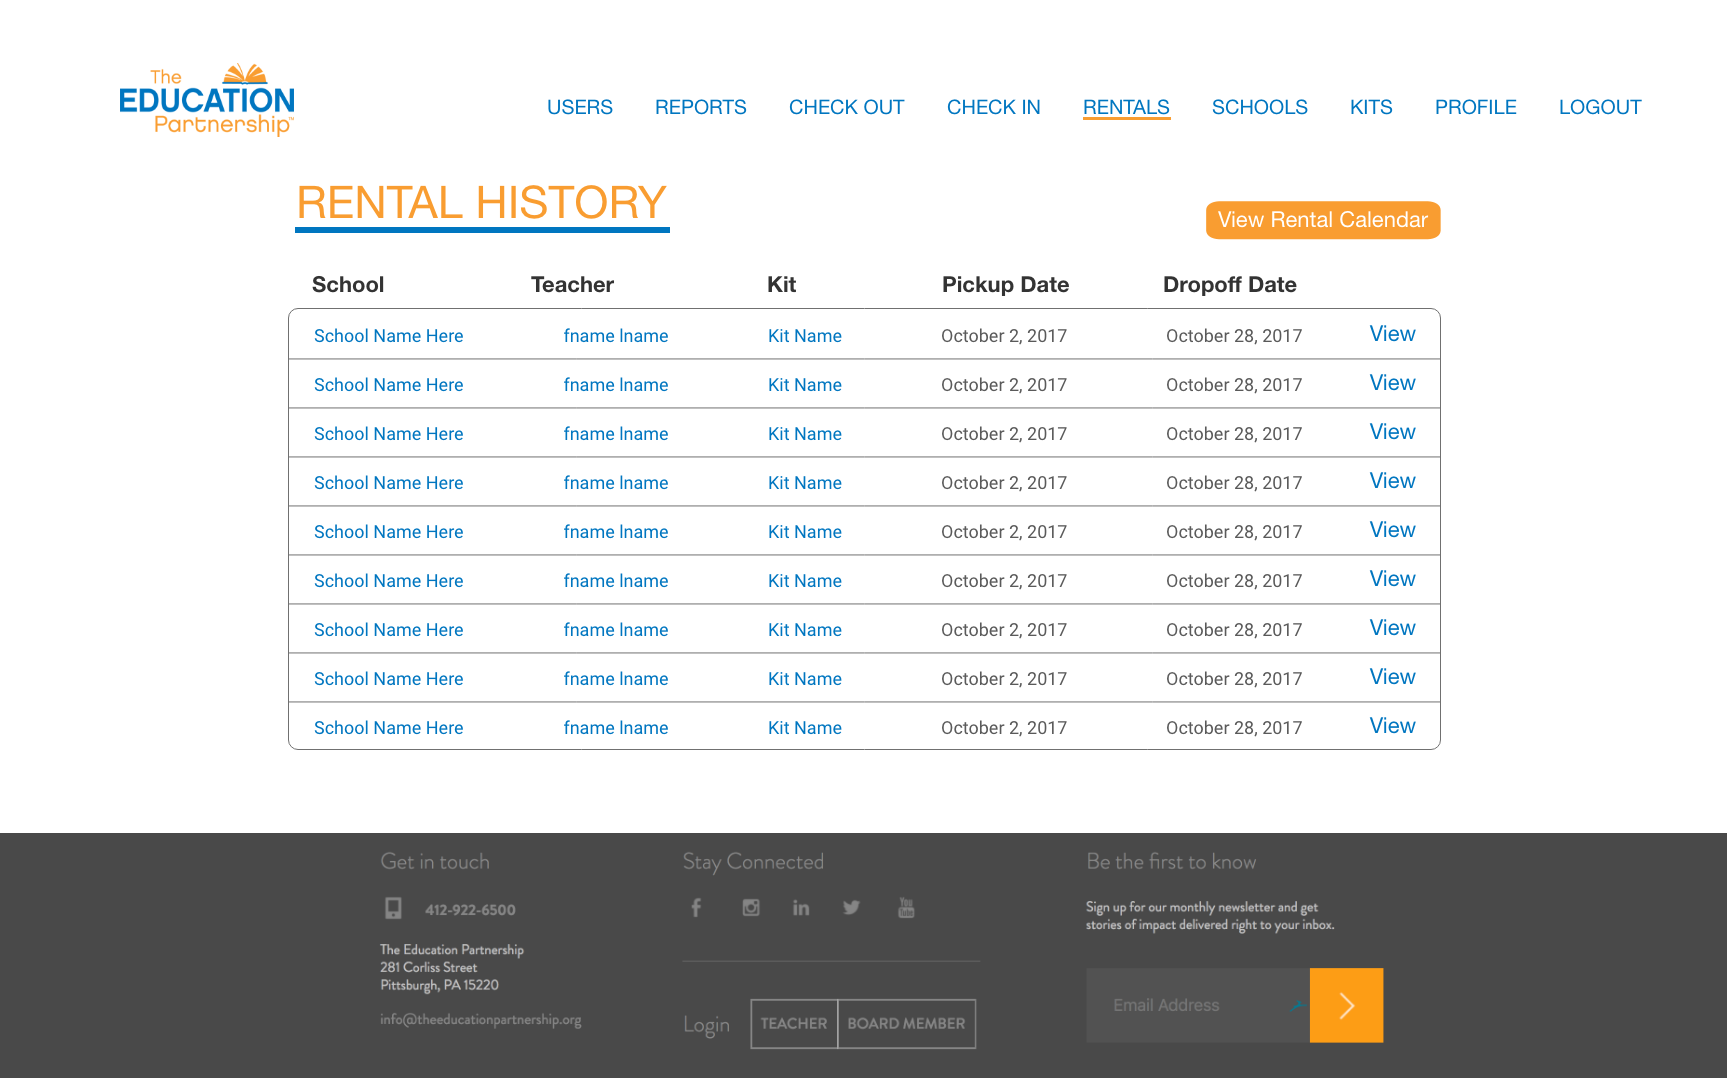 The
EDUCATION
Partnership™
USERS REPORTS CHECK OUT CHECK IN RENTALS SCHOOLS KITS PROFILE LOGOUT
RENTAL HISTORY
View Rental Calendar
School Teacher Kit Pickup Date Dropoff Date
School Name Here fname lname Kit Name October 2, 2017 October 28, 2017 View
School Name Here fname lname Kit Name October 2, 2017 October 28, 2017 View
School Name Here fname lname Kit Name October 2, 2017 October 28, 2017 View
School Name Here fname lname Kit Name October 2, 2017 October 28, 2017 View
School Name Here fname lname Kit Name October 2, 2017 October 28, 2017 View
School Name Here fname lname Kit Name October 2, 2017 October 28, 2017 View
School Name Here fname lname Kit Name October 2, 2017 October 28, 2017 View
School Name Here fname lname Kit Name October 2, 2017 October 28, 2017 View
School Name Here fname lname Kit Name October 2, 2017 October 28, 2017 View
Get in touch
412-922-6500
The Education Partnership
281 Corliss Street
Pittsburgh, PA 15220
info@theeducationpartnership.org
Stay Connected
You
Tube
Login TEACHER BOARD MEMBER
Be the first to know
Sign up for our monthly newsletter and get
stories of impact delivered right to your inbox.
Email Address